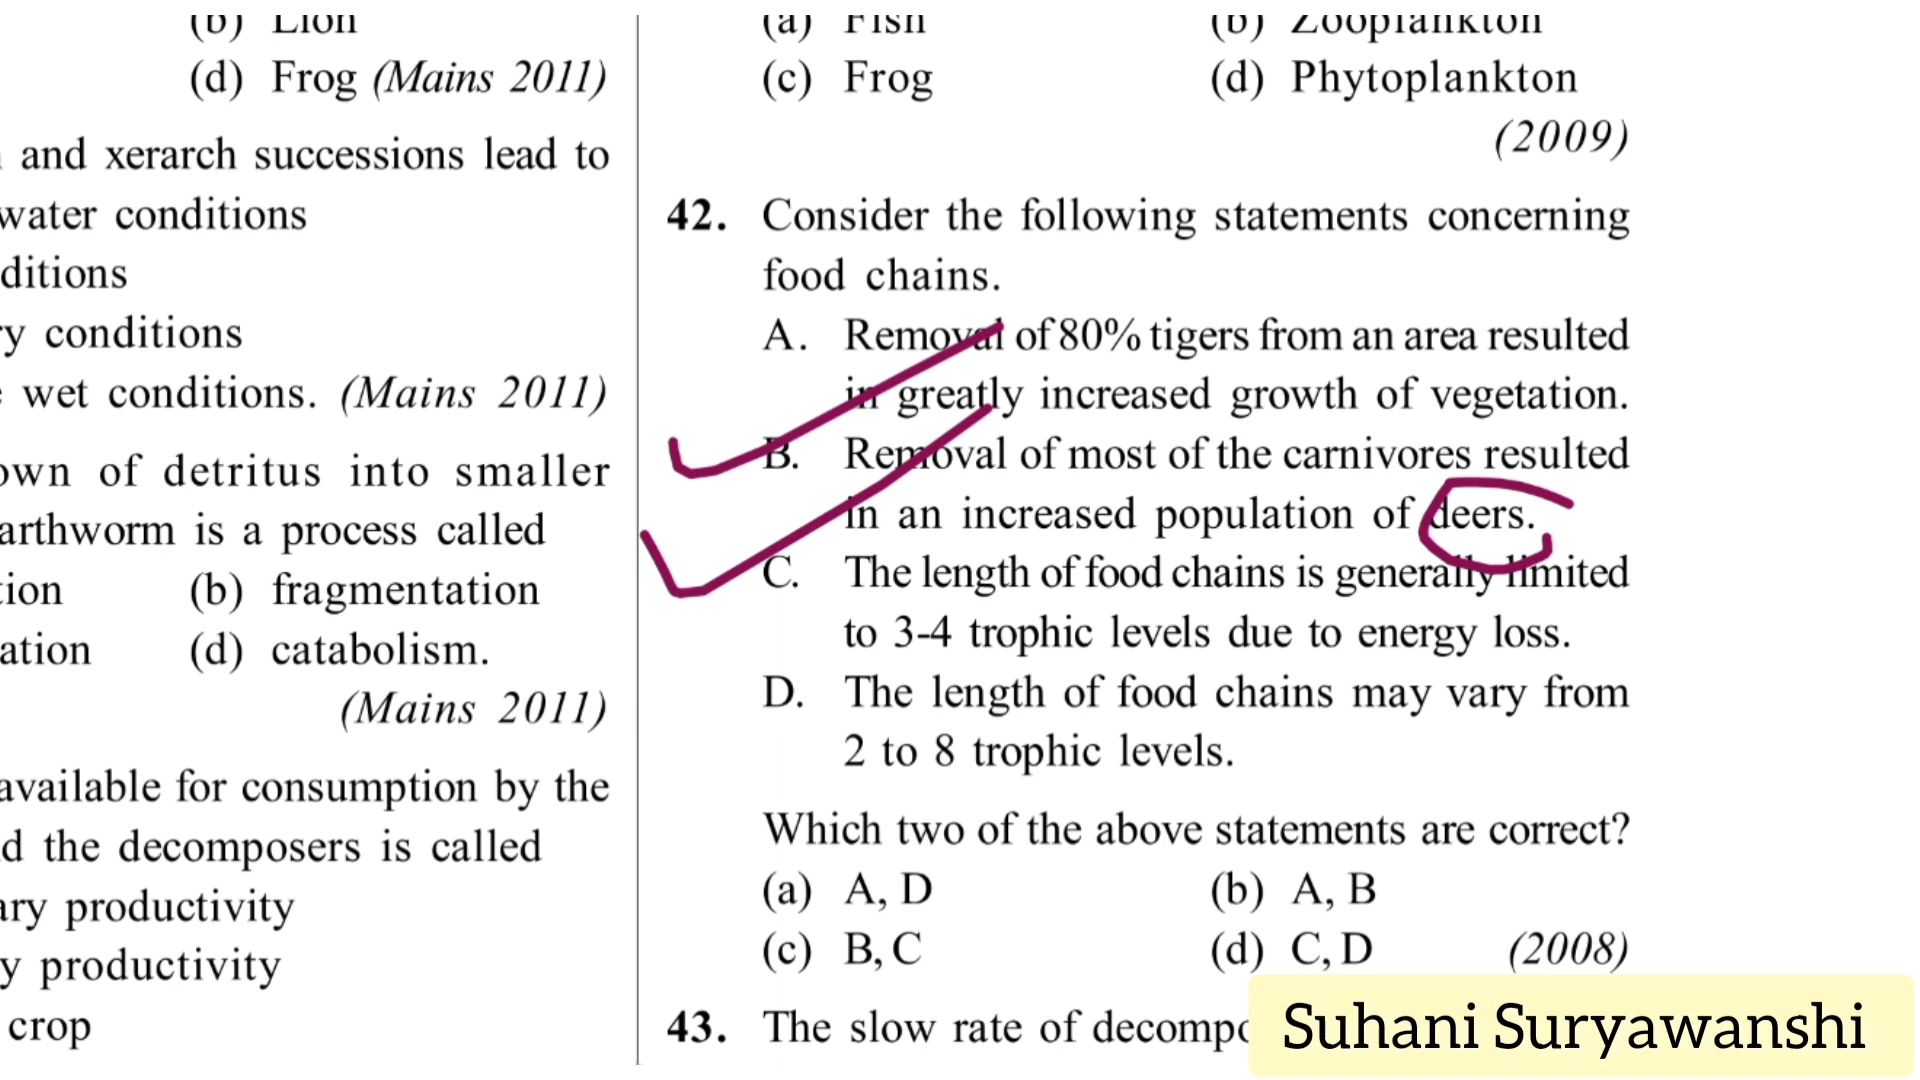 (b) Lion
(d) Frog (Mains 2011)
and xerarch successions lead to
water conditions
ditions
y conditions
wet conditions. (Mains 2011)
own of detritus into smaller
arthworm is a process called
tion (b) fragmentation
ation (d) catabolism.
(Mains 2011)
available for consumption by the
d the decomposers is called
ary productivity
y productivity
crop
(a) Fish (b) Zooplankton
(c) Frog (d) Phytoplankton
(2009)
42. Consider the following statements concerning
food chains.
A. Removal of 80% tigers from an area resulted
in greatly increased growth of vegetation.
B. Removal of most of the carnivores resulted
in an increased population of deers.
C. The length of food chains is generally limited
to 3-4 trophic levels due to energy loss.
D. The length of food chains may vary from
2 to 8 trophic levels.
Which two of the above statements are correct?
(a) A, D (b) A, B
(c) B, C (d) C, D (2008)
43. The slow rate of decompo
Suhani Suryawanshi